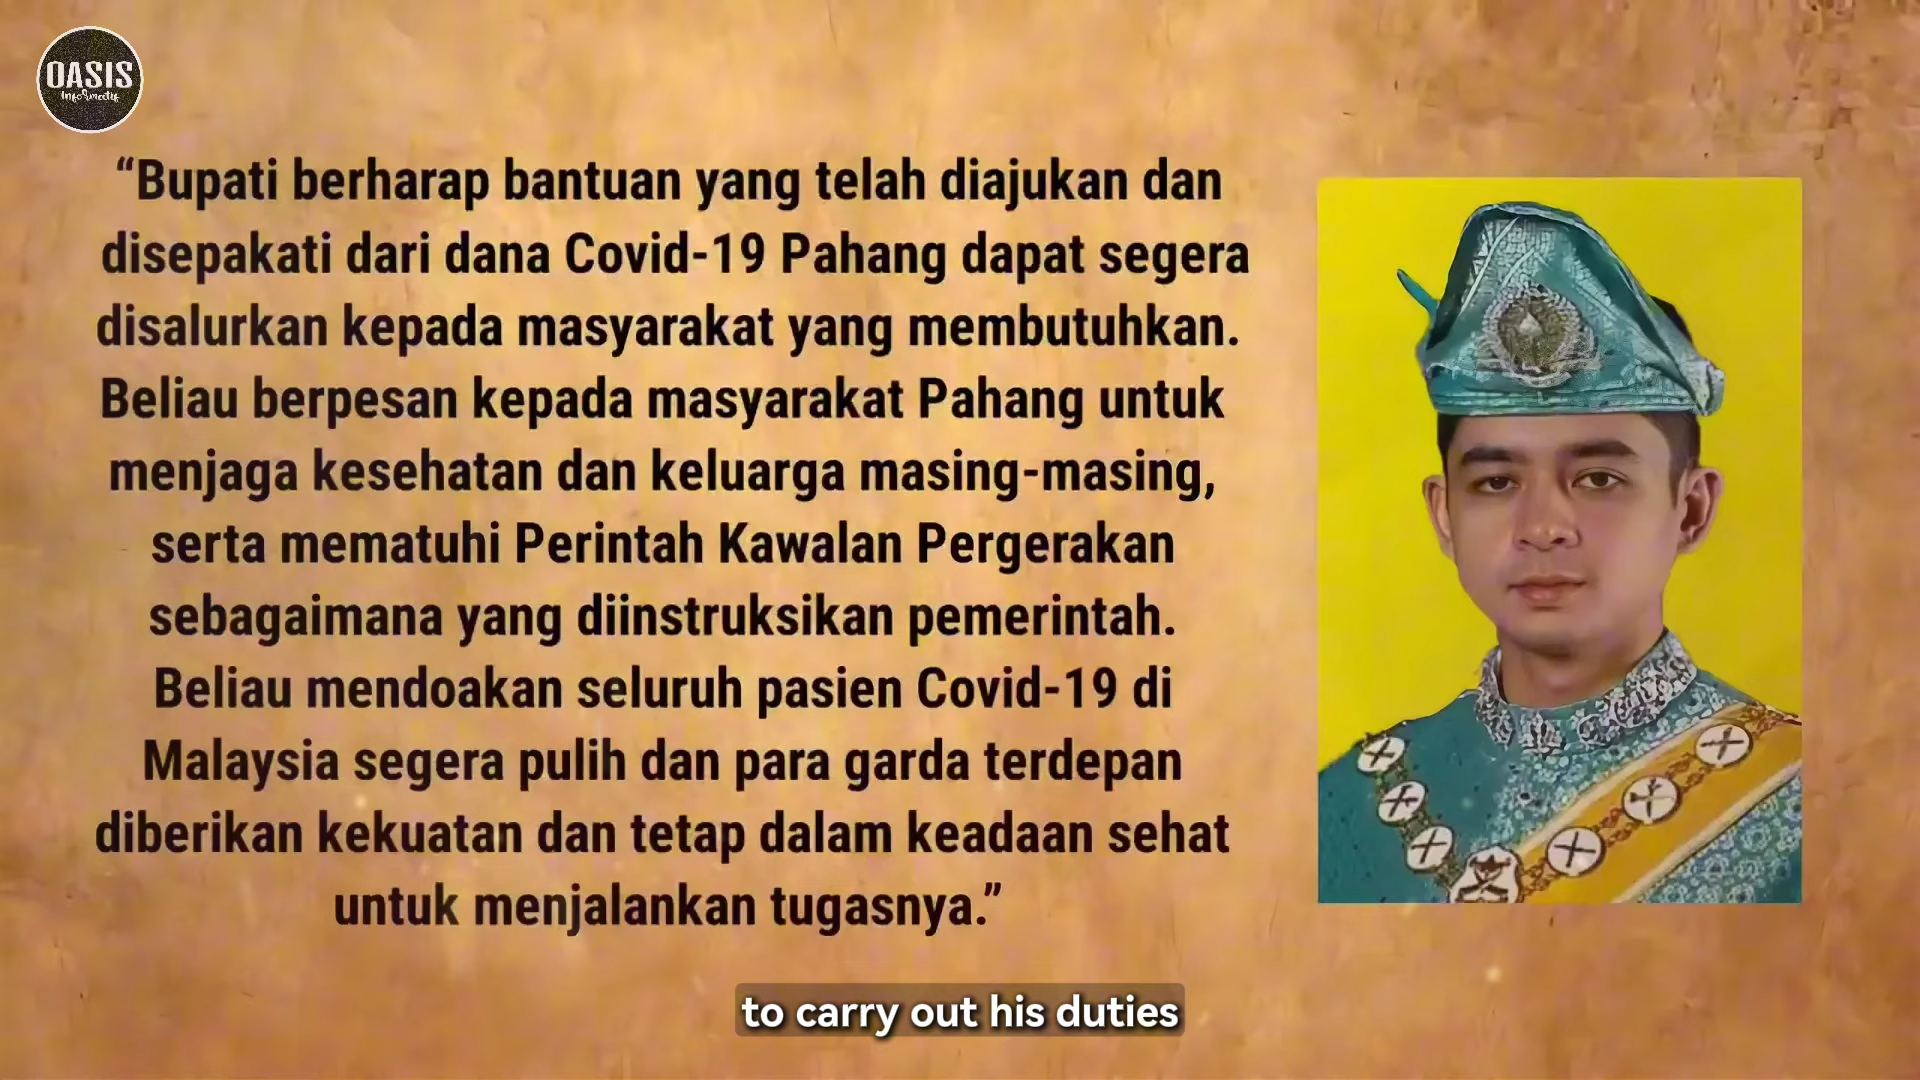 OASIS
Informatif
“Bupati berharap bantuan yang telah diajukan dan
disepakati dari dana Covid-19 Pahang dapat segera
disalurkan kepada masyarakat yang membutuhkan.
Beliau berpesan kepada masyarakat Pahang untuk
menjaga kesehatan dan keluarga masing-masing,
serta mematuhi Perintah Kawalan Pergerakan
sebagaimana yang diinstruksikan pemerintah.
Beliau mendoakan seluruh pasien Covid-19 di
Malaysia segera pulih dan para garda terdepan
diberikan kekuatan dan tetap dalam keadaan sehat
untuk menjalankan tugasnya.”
to carry out his duties